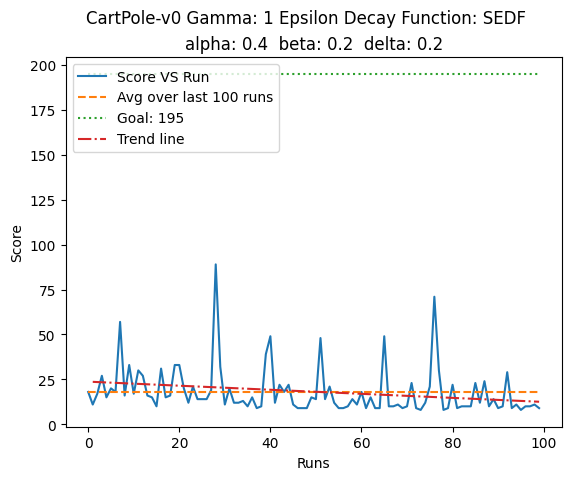 CartPole-v0 Gamma: 1 Epsilon Decay Function: SEDF
alpha: 0.4  beta: 0.2  delta: 0.2
Score VS Run
Avg over last 100 runs
Goal: 195
Trend line
200
175
150
125
100
75
50
25
0
Score
0
20
40
60
80
100
Runs